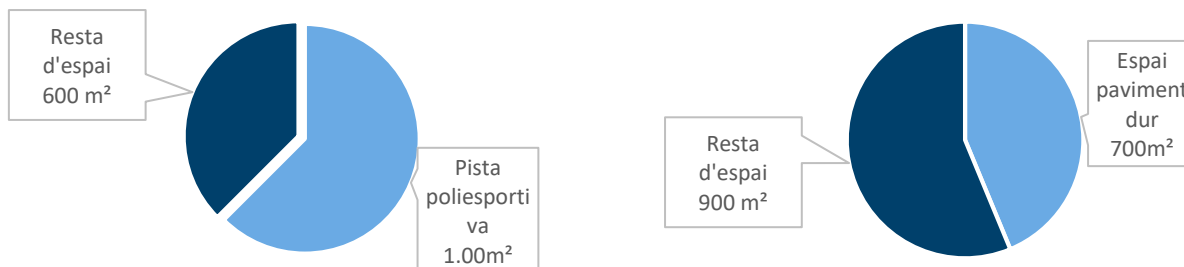 Resta
d'espai
600 m²
Pista
poliesporti
va
1.00m²
Resta
d'espai
900 m²
Espai
paviment
dur
700m²